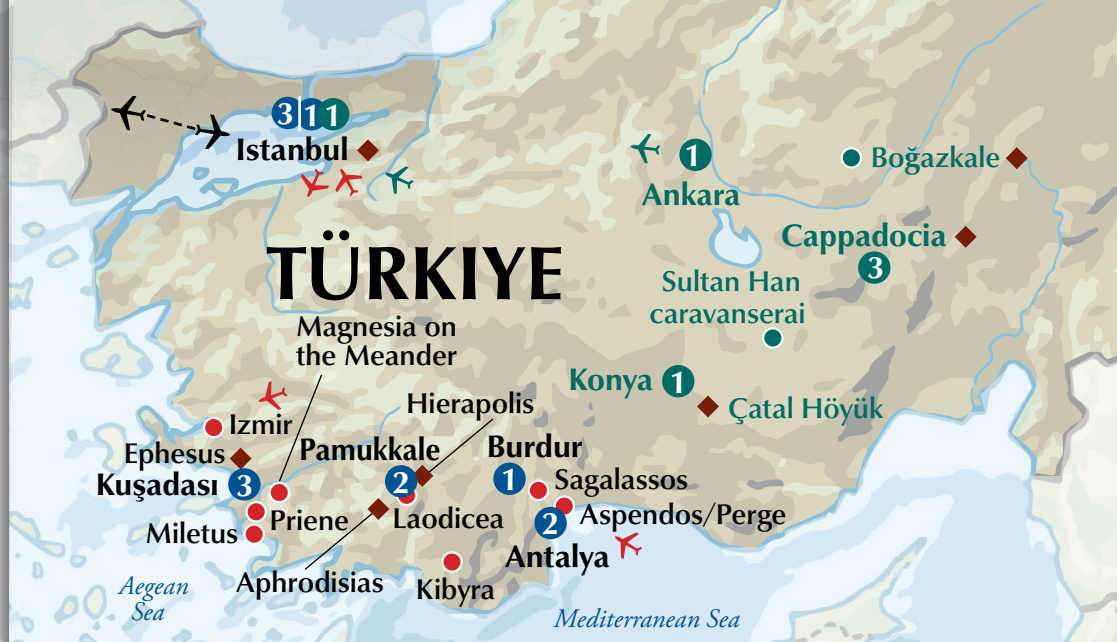 3 1 1
Istanbul
1
Ankara
Boğazkale
Cappadocia
3
TÜRKIYE
Sultan Han
caravanserai
Magnesia on
the Meander
Konya 1
Çatal Höyük
Hierapolis
Izmir
Ephesus
Pamukkale
2
Burdur
1
Kuşadası 3
Sagalassos
Priene
Laodicea
Aspendos/Perge
2
Miletus
Antalya
Aphrodisias
Kibyra
Aegean
Sea
Mediterranean Sea